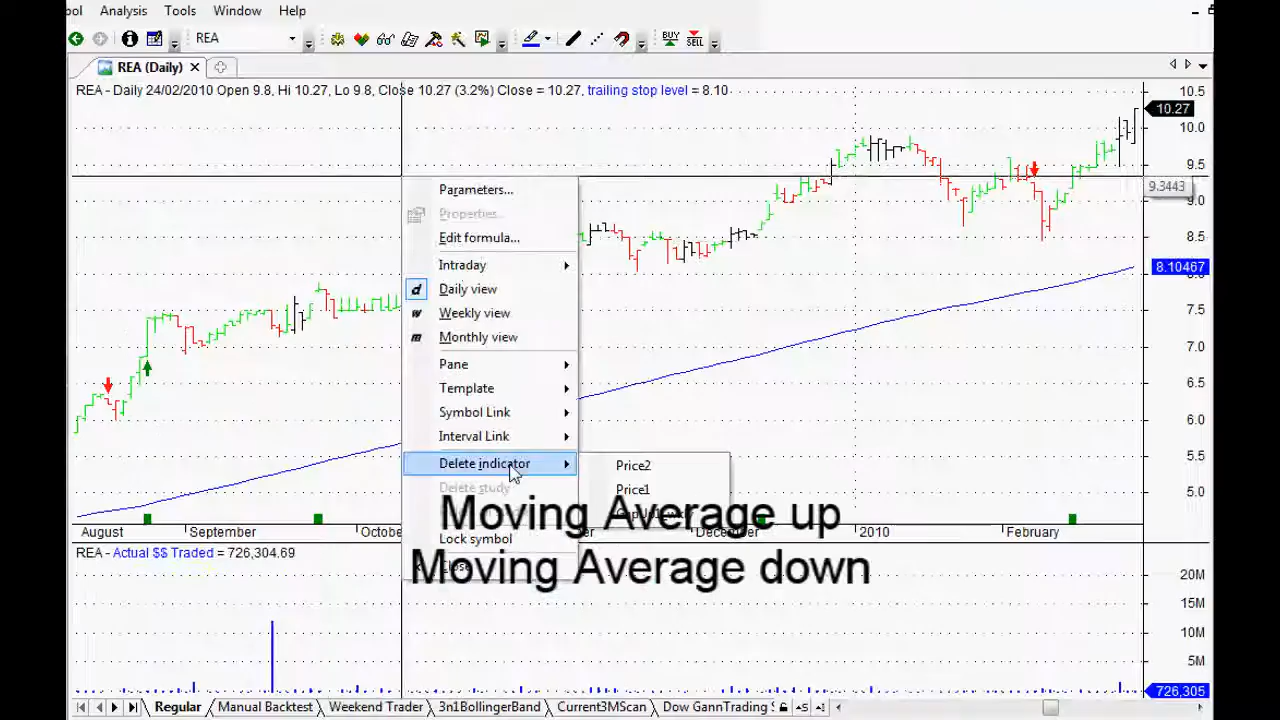 ol Analysis Tools Window Help
REA BUY SELL
REA (Daily)
REA - Daily 24/02/2010 Open 9.8, Hi 10.27, Lo 9.8, Close 10.27 (3.2%) Close = 10.27, trailing stop level = 8.10
10.5
10.27
10.0
9.5
9.3443
9.0
8.5
8.10467
8.0
7.5
7.0
6.5
6.0
5.5
5.0
Parameters...
Properties...
Edit formula...
Intraday
d Daily view
w Weekly view
m Monthly view
Pane
Template
Symbol Link
Interval Link
Delete indicator
Delete study
Lock symbol
Close
Price2
Price1
Moving Average up
Moving Average down
August September October December 2010 February
REA - Actual $$ Traded = 726,304.69
20M
15M
10M
5M
726,305
Regular Manual Backtest Weekend Trader 3n1BollingerBand Current3MScan Dow GannTrading S